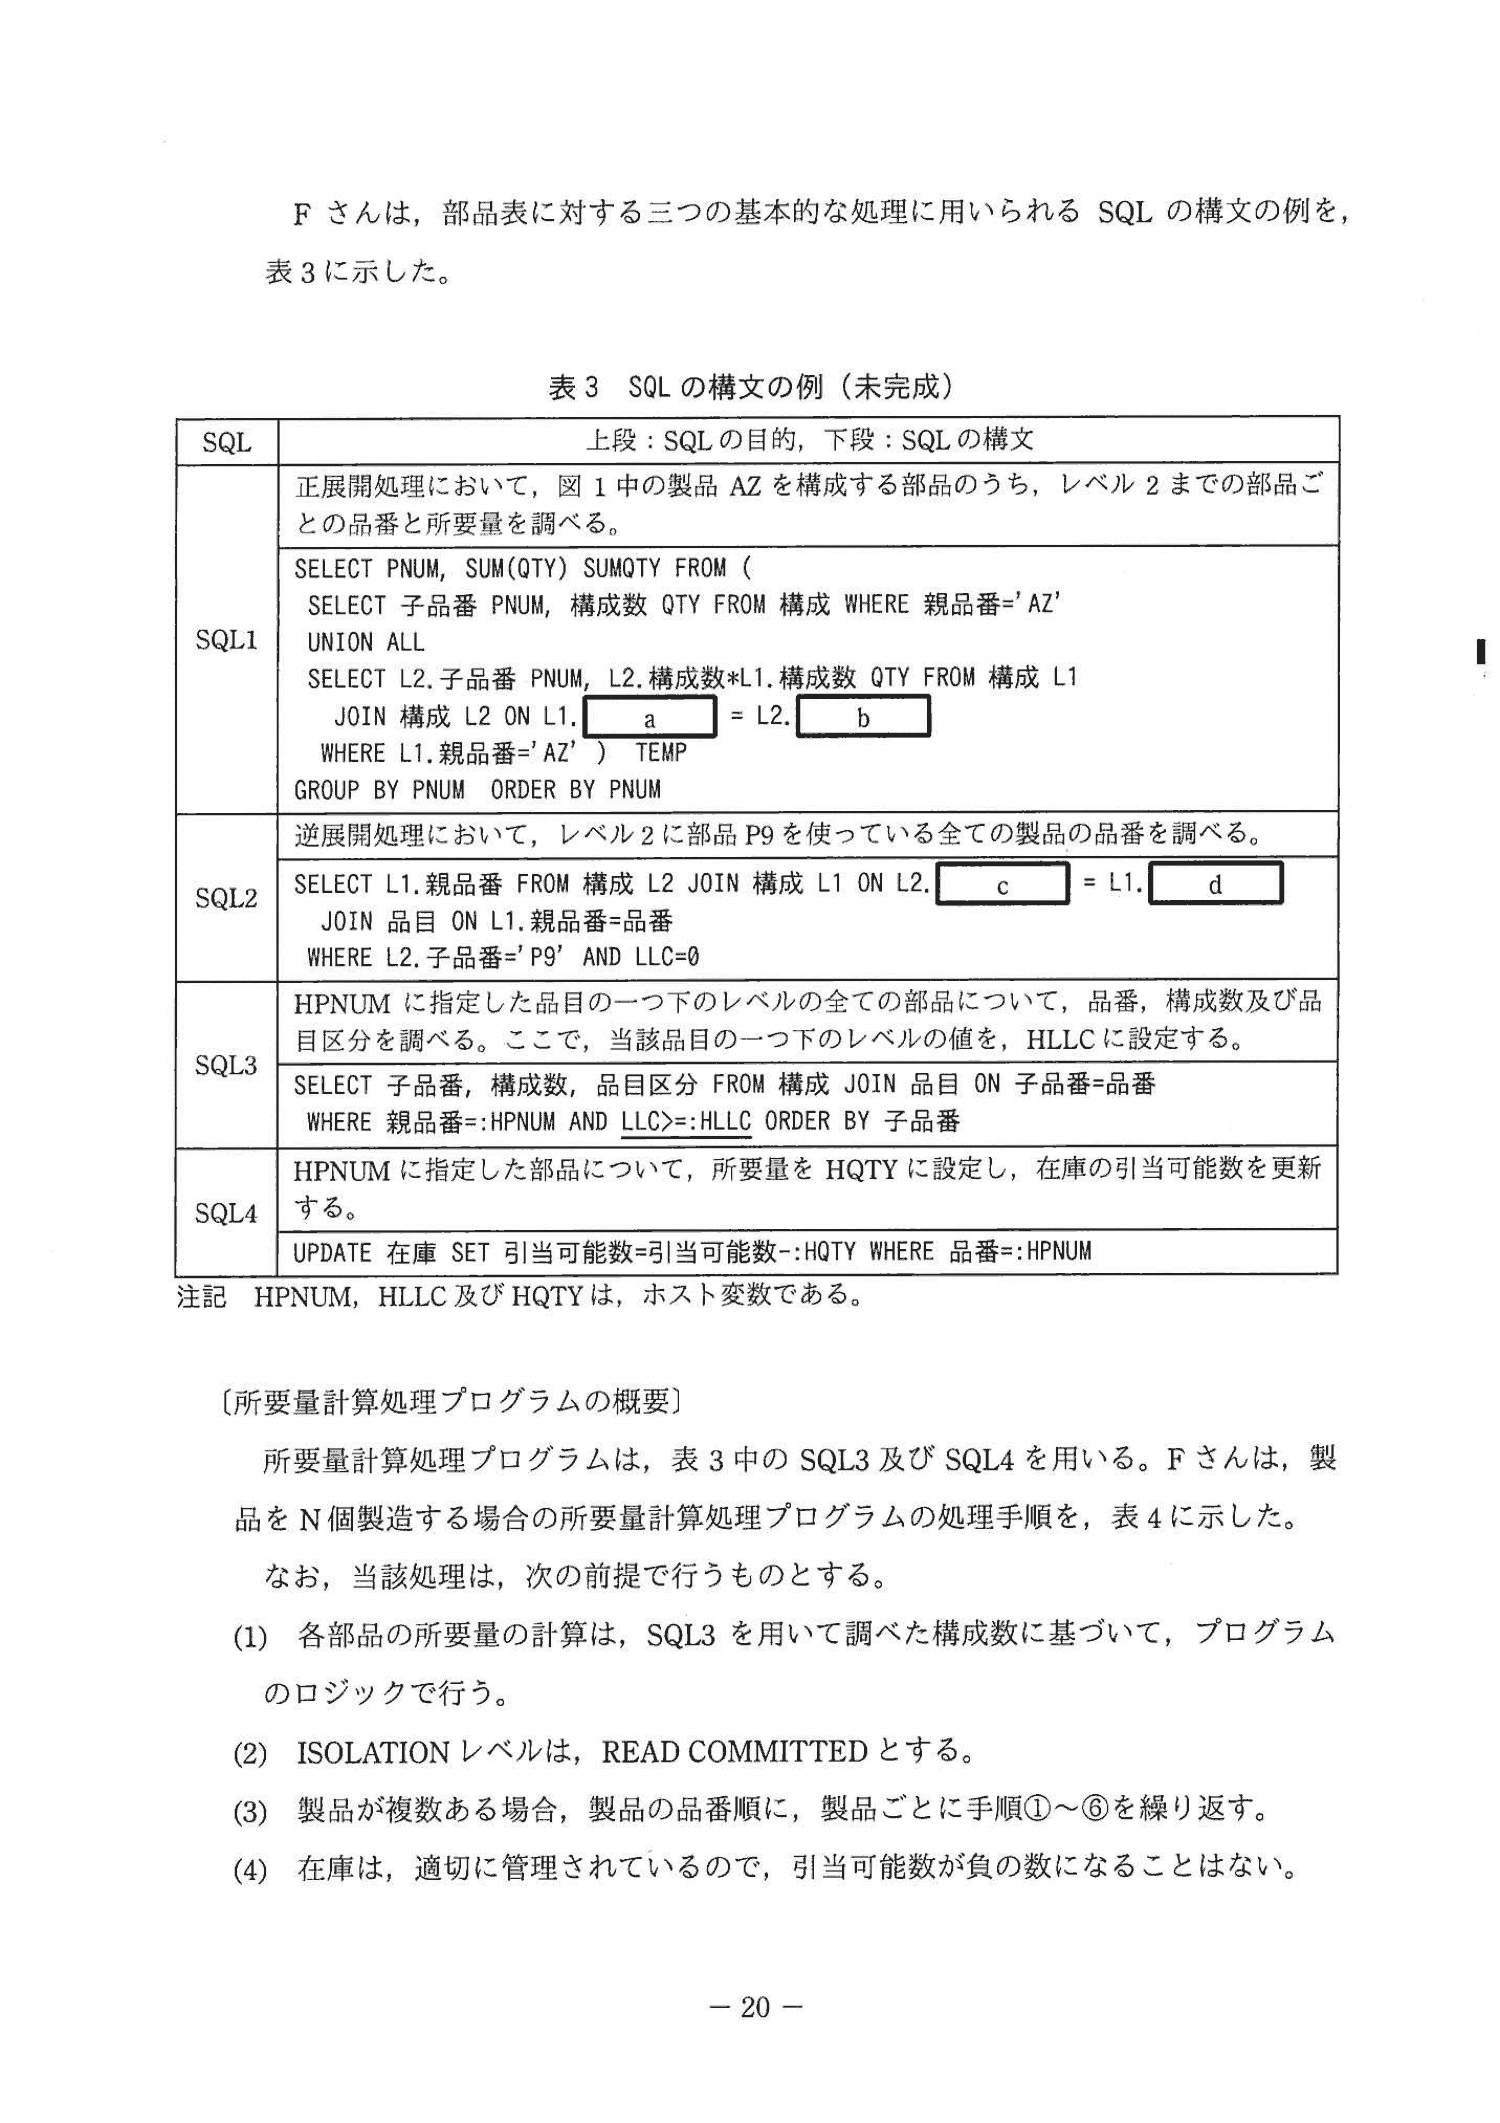 F さんは，部品表に対する三つの基本的な処理に用いられる SQL の構文の例を，
表 3 に示した。
表 3　SQL の構文の例（未完成）
SQL　上段：SQL の目的，下段：SQL の構文
正展開処理において，図 1 中の製品 AZ を構成する部品のうち，レベル 2 までの部品ご
との品番と所要量を調べる。
SELECT PNUM, SUM(QTY) SUMQTY FROM (
SELECT 子品番 PNUM, 構成数 QTY FROM 構成 WHERE 親品番='AZ'
SQL1
UNION ALL
SELECT L2.子品番 PNUM, L2.構成数*L1.構成数 QTY FROM 構成 L1
JOIN 構成 L2 ON L1. a = L2. b
WHERE L1.親品番='AZ' ) TEMP
GROUP BY PNUM ORDER BY PNUM
逆展開処理において，レベル 2 に部品 P9 を使っている全ての製品の品番を調べる。
SQL2
SELECT L1.親品番 FROM 構成 L2 JOIN 構成 L1 ON L2. c = L1. d
JOIN 品目 ON L1.親品番=品番
WHERE L2.子品番='P9' AND LLC=0
HPNUM に指定した品目の一つ下のレベルの全ての部品について，品番，構成数及び品
目区分を調べる。ここで，当該品目の一つ下のレベルの値を，HLLC に設定する。
SQL3
SELECT 子品番, 構成数, 品目区分 FROM 構成 JOIN 品目 ON 子品番=品番
WHERE 親品番=:HPNUM AND LLC>=:HLLC ORDER BY 子品番
HPNUM に指定した部品について，所要量を HQTY に設定し，在庫の引当可能数を更新
する。
SQL4
UPDATE 在庫 SET 引当可能数=引当可能数-:HQTY WHERE 品番=:HPNUM
注記　HPNUM，HLLC 及び HQTY は，ホスト変数である。
〔所要量計算処理プログラムの概要〕
所要量計算処理プログラムは，表 3 中の SQL3 及び SQL4 を用いる。F さんは，製
品を N 個製造する場合の所要量計算処理プログラムの処理手順を，表 4 に示した。
なお，当該処理は，次の前提で行うものとする。
(1)　各部品の所要量の計算は，SQL3 を用いて調べた構成数に基づいて，プログラム
のロジックで行う。
(2)　ISOLATION レベルは，READ COMMITTED とする。
(3)　製品が複数ある場合，製品の品番順に，製品ごとに手順①～⑥を繰り返す。
(4)　在庫は，適切に管理されているので，引当可能数が負の数になることはない。
－ 20 －